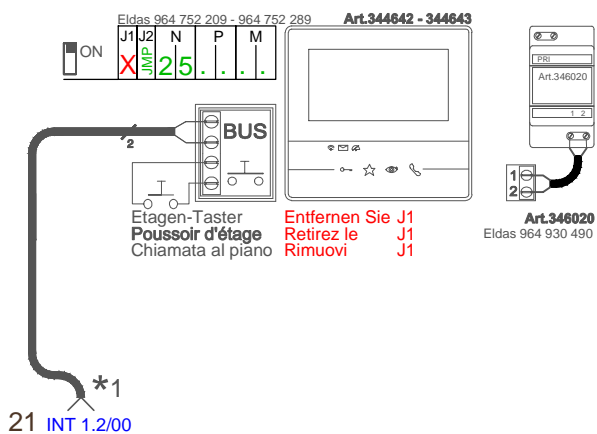 Eldas 964 752 209 - 964 752 289
Art.344642 - 344643
J1 J2 N P M
ON
X JMP 2 5 . . . .
PRI
Art.346020
1 2
BUS
2
1
2
Art.346020
Eldas 964 930 490
Etagen-Taster
Poussoir d'étage
Chiamata al piano
Entfernen Sie J1
Retirez le J1
Rimuovi J1
*1
21 INT 1.2/00